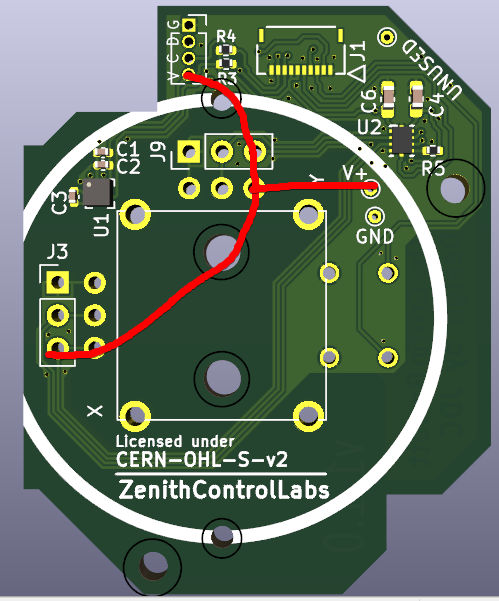 V C D I G
R4
R3
J1
UNUSED
C6
C4
U2
R5
J9
C1
C2
C3
U1
Y
V+
GND
J3
X
Licensed under
CERN-OHL-S-v2
ZenithControlLabs